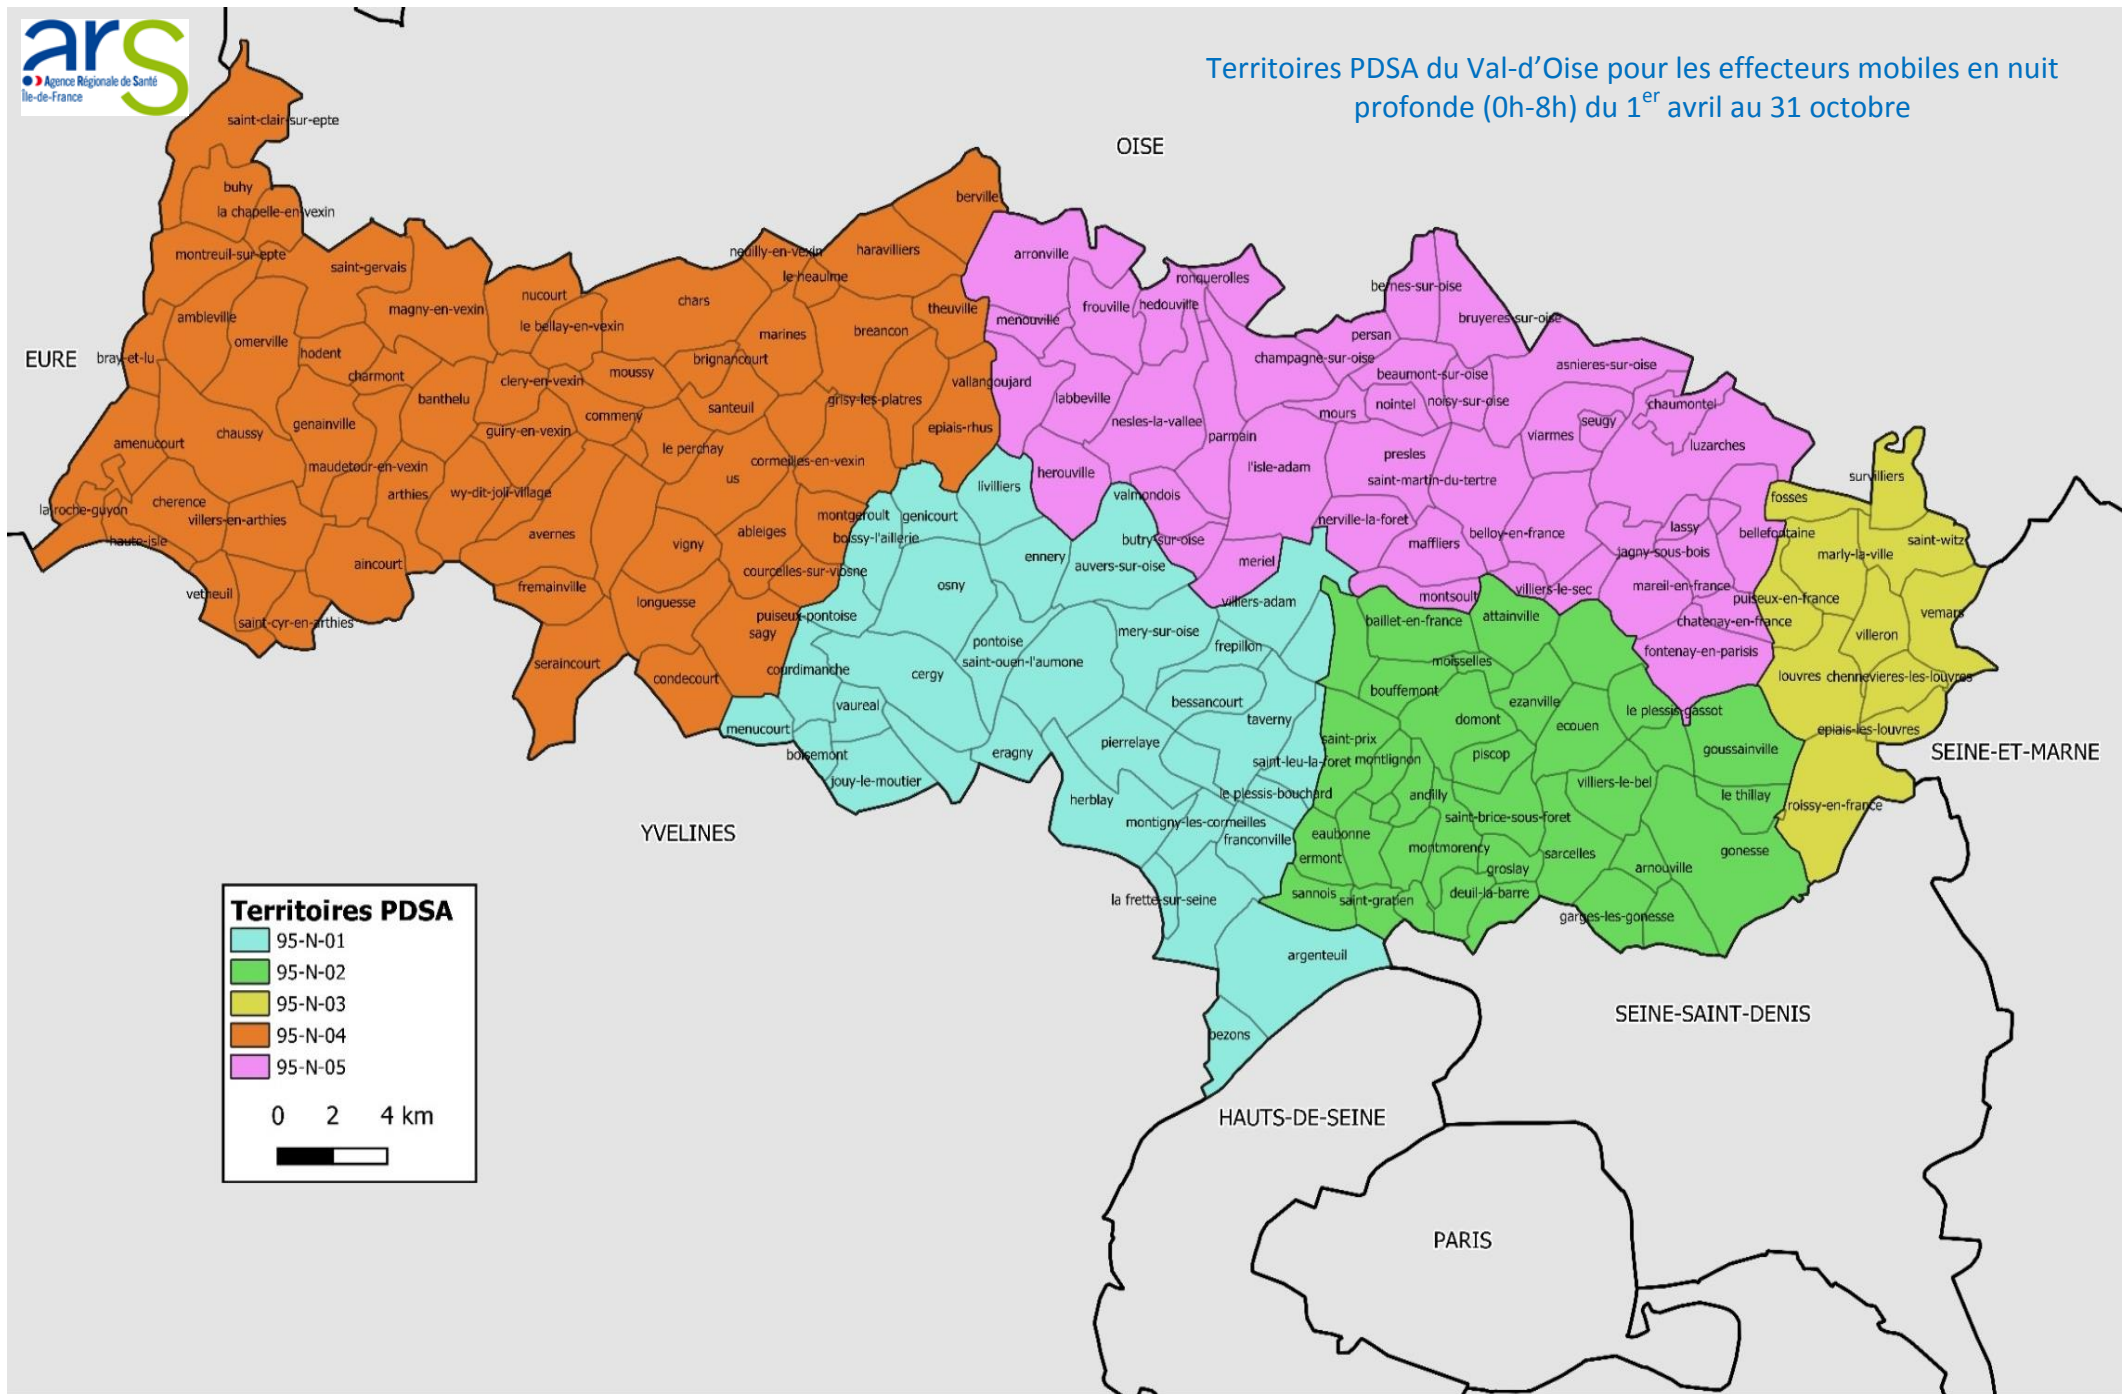 ars
Agence Régionale de Santé
Île-de-France
Territoires PDSA du Val-d’Oise pour les effecteurs mobiles en nuit
profonde (0h-8h) du 1er avril au 31 octobre
OISE
EURE
YVELINES
SEINE-ET-MARNE
SEINE-SAINT-DENIS
HAUTS-DE-SEINE
PARIS
saint-clair-sur-epte
buhy
la chapelle-en-vexin
montreuil-sur-epte
saint-gervais
ambleville
omerville
magny-en-vexin
nucourt
le bellay-en-vexin
chars
neuilly-en-vexin
le-heaulme
haravilliers
berville
theuville
marines
breancon
bray-et-lu
hodent
charmont
banthelu
clery-en-vexin
moussy
brignancourt
commeny
santeuil
grisy-les-platres
vallangoujard
epiais-rhus
amenucourt
chaussy
genainville
guiry-en-vexin
le perchay
cormeilles-en-vexin
us
maudetour-en-vexin
arthies
wy-dit-joli-village
la-roche-guyon
cherence
villers-en-arthies
haute-isle
aincourt
vetheuil
saint-cyr-en-arthies
avernes
vigny
ableiges
montgeroult
courcelles-sur-viosne
fremainville
longuesse
sagy
seraincourt
condecourt
arronville
menouville
frouville
hedouville
ronquerolles
labbeville
nesles-la-vallee
parmain
herouville
valmondois
butry-sur-oise
meriel
l'isle-adam
champagne-sur-oise
persan
bernes-sur-oise
bruyeres-sur-oise
beaumont-sur-oise
mours
nointel
noisy-sur-oise
asnieres-sur-oise
presles
saint-martin-du-tertre
viarmes
seugy
chaumontel
luzarches
nerville-la-foret
maffliers
belloy-en-france
lassy
jagny-sous-bois
bellefontaine
montsoult
villiers-le-sec
mareil-en-france
chatenay-en-france
fontenay-en-parisis
survilliers
fosses
marly-la-ville
saint-witz
puiseux-en-france
vemars
villeron
louvres
chennevieres-les-louvres
epiais-les-louvres
roissy-en-france
livilliers
genicourt
boissy-l'aillerie
ennery
auvers-sur-oise
osny
puiseux-pontoise
pontoise
saint-ouen-l'aumone
mery-sur-oise
villiers-adam
frepillon
courdimanche
cergy
vaureal
menucourt
boisemont
jouy-le-moutier
eragny
bessancourt
taverny
pierrelaye
saint-leu-la-foret
herblay
le plessis-bouchard
montigny-les-cormeilles
franconville
la frette-sur-seine
argenteuil
bezons
baillet-en-france
attainville
moisselles
bouffemont
ezanville
domont
ecouen
le plessis-gassot
goussainville
saint-prix
montlignon
piscop
villiers-le-bel
le thillay
andilly
saint-brice-sous-foret
eaubonne
ermont
montmorency
groslay
sarcelles
arnouville
gonesse
sannois
saint-gratien
deuil-la-barre
garges-les-gonesse
Territoires PDSA
95-N-01
95-N-02
95-N-03
95-N-04
95-N-05
0 2 4 km